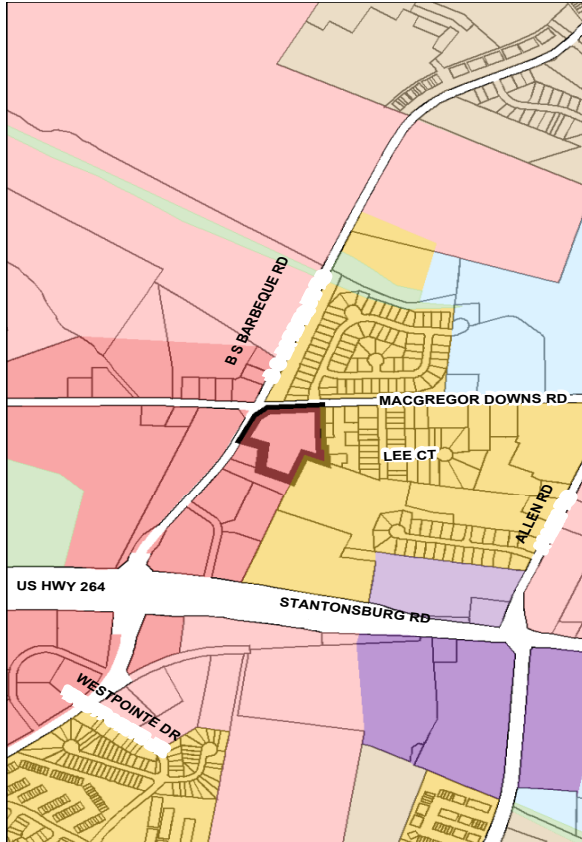 B S BARBEQUE RD
MACGREGOR DOWNS RD
LEE CT
ALLEN RD
US HWY 264
STANTONSBURG RD
WESTPOINTE DR